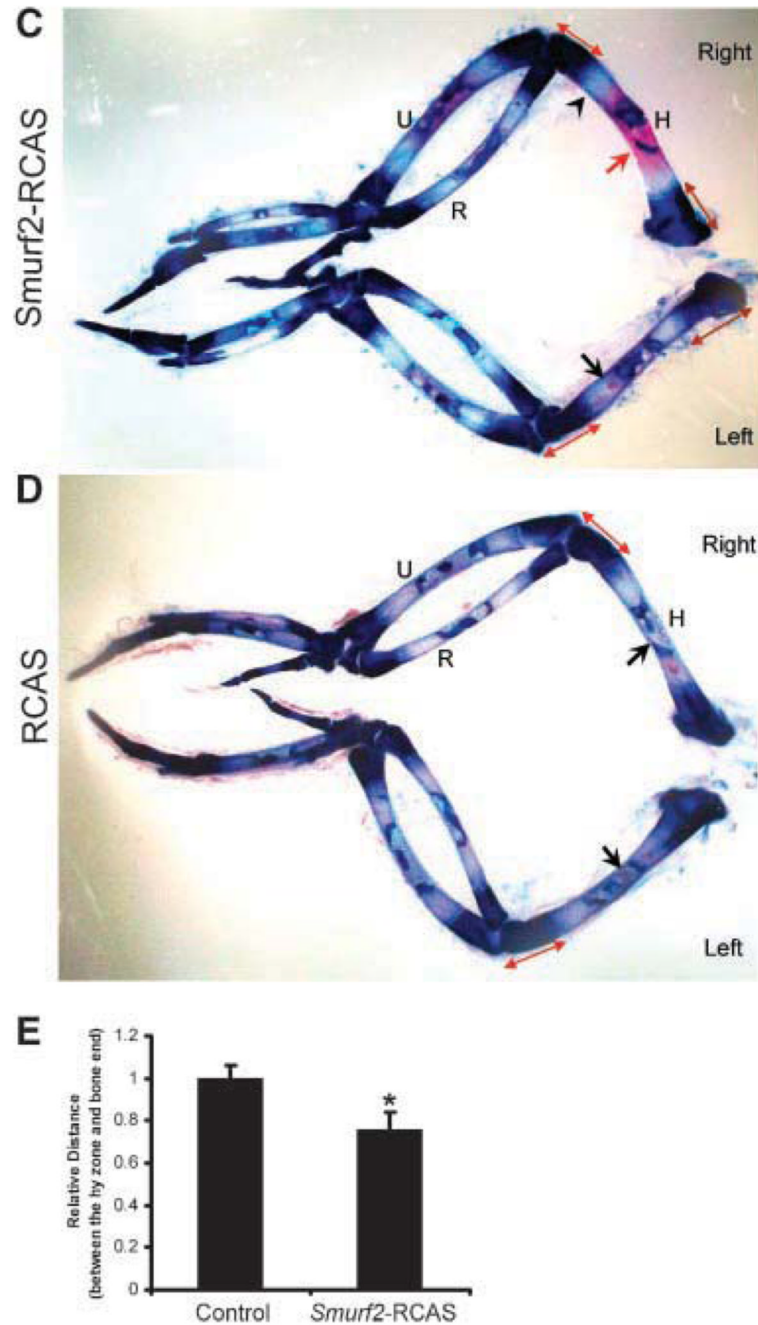 C
Smurf2-RCAS
Right
U
H
R
Left
D
RCAS
Right
U
H
R
Left
E
Relative Distance
(between the hy zone and bone end)
1.2
1
0.8
0.6
0.4
0.2
0
*
Control
Smurf2-RCAS